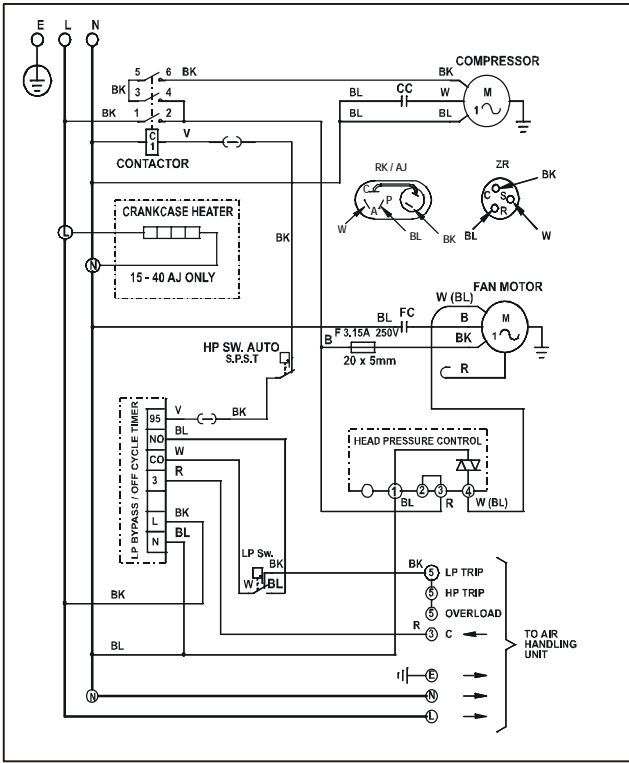 E L N
COMPRESSOR
5 6 BK BK
BK 3 4 BL CC W M
1
BK 1 2 BL BL
V
C
1
CONTACTOR
RK / AJ ZR
C P A
W BL BK
C S R
BK
BL W
CRANKCASE HEATER
L
N
15 - 40 AJ ONLY
BK
FAN MOTOR
W (BL)
BL FC B M
1
B F 3.15A 250V BK
20 x 5mm
R
HP SW. AUTO
S.P.S.T
LP BYPASS / OFF CYCLE TIMER
95 V BK
NO BL
CO W
3 R
L BK
N BL
HEAD PRESSURE CONTROL
1 2 3 4
BL R W (BL)
LP Sw.
BK
W BL
BK 5 LP TRIP
5 HP TRIP
5 OVERLOAD
R 3 C
BK
BL
TO AIR
HANDLING
UNIT
E
N N
L